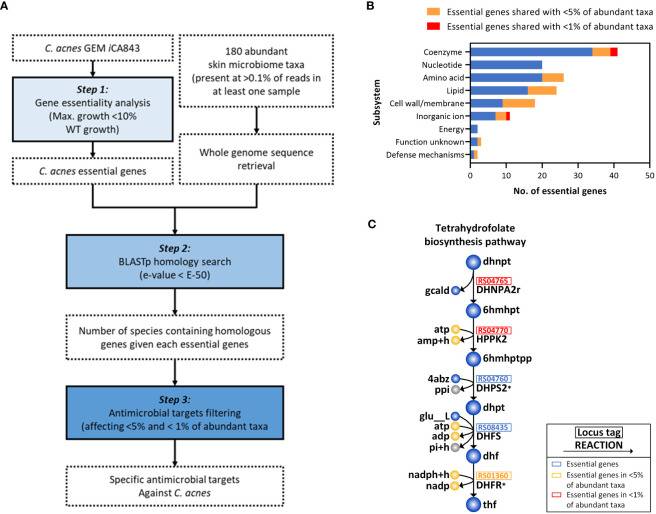 A
C. acnes GEM iCA843
180 abundant
skin microbiome taxa
(present at >0.1% of reads in
at least one sample
Step 1:
Gene essentiality analysis
(Max. growth <10%
WT growth)
C. acnes essential genes
Whole genome sequence
retrieval
Step 2:
BLASTp homology search
(e-value < E-50)
Number of species containing homologous
genes given each essential genes
Step 3:
Antimicrobial targets filtering
(affecting <5% and < 1% of abundant taxa
Specific antimicrobial targets
Against C. acnes
B
Essential genes shared with <5% of abundant taxa
Essential genes shared with <1% of abundant taxa
Subsystem
Coenzyme
Nucleotide
Amino acid
Lipid
Cell wall/membrane
Inorganic ion
Energy
Function unknown
Defense mechanisms
0 10 20 30 40 50
No. of essential genes
C
Tetrahydrofolate
biosynthesis pathway
dhnpt
RS04765
gcald DHNPA2r
6hmhpt
atp RS04770
amp+h HPPK2
6hmhptpp
4abz RS04760
ppi DHPS2*
dhpt
glu__L
atp RS08435
adp DHFS
pi+h
dhf
nadph+h RS01360
nadp DHFR*
thf
Locus tag
REACTION
Essential genes
Essential genes in <5%
of abundant taxa
Essential genes in <1%
of abundant taxa